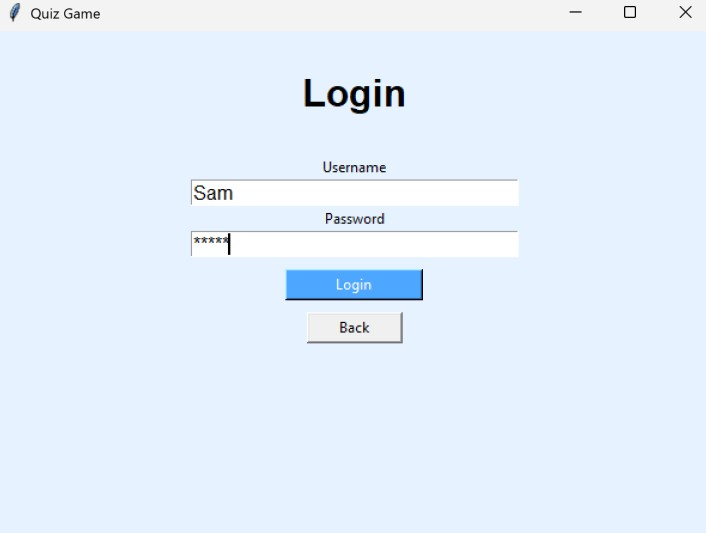 Quiz Game
Login
Username
Sam
Password
*****
Login
Back